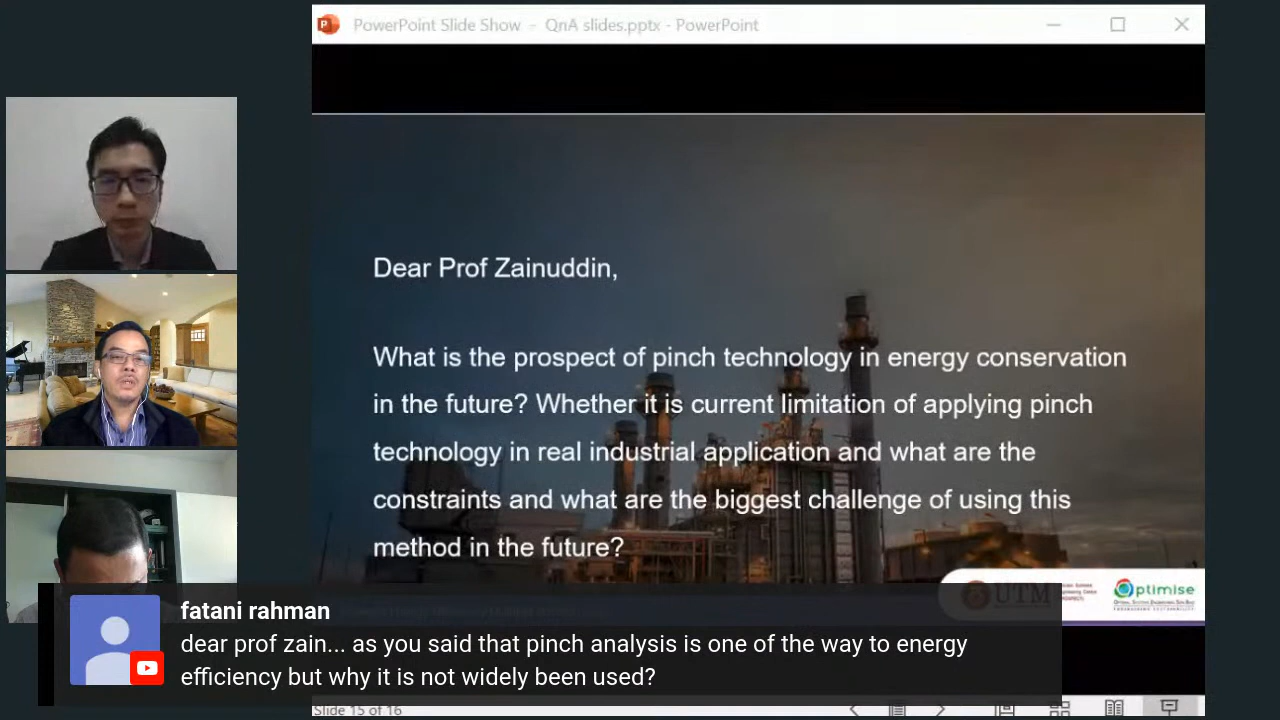 PowerPoint Slide Show - QnA slides.pptx - PowerPoint
Dear Prof Zainuddin,
What is the prospect of pinch technology in energy conservation
in the future? Whether it is current limitation of applying pinch
technology in real industrial application and what are the
constraints and what are the biggest challenge of using this
method in the future?
UTM
Optimise
fatani rahman
dear prof zain... as you said that pinch analysis is one of the way to energy
efficiency but why it is not widely been used?
Slide 15 of 16